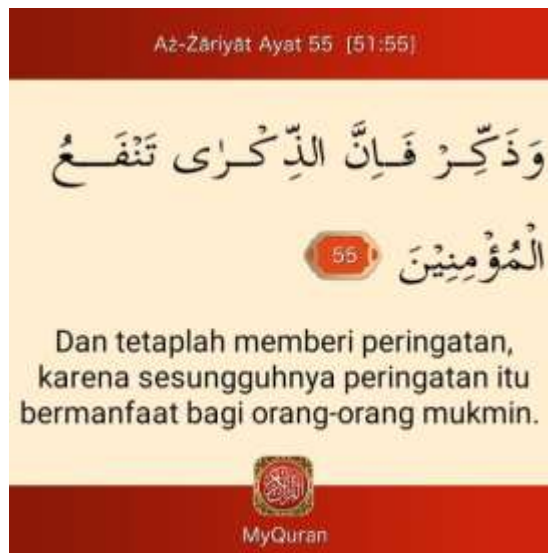 Aż-Żāriyāt Ayat 55 [51:55]
وَذَكِّرْ فَاِنَّ الذِّكْرٰى تَنْفَعُ
الْمُؤْمِنِيْنَ 55
Dan tetaplah memberi peringatan,
karena sesungguhnya peringatan itu
bermanfaat bagi orang-orang mukmin.
MyQuran